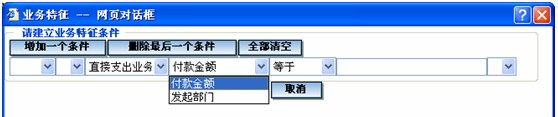 业务特征 -- 网页对话框
请建立业务特征条件
增加一个条件 删除最后一个条件 全部清空
直接支出业务 付款金额 等于
付款金额
发起部门
取消